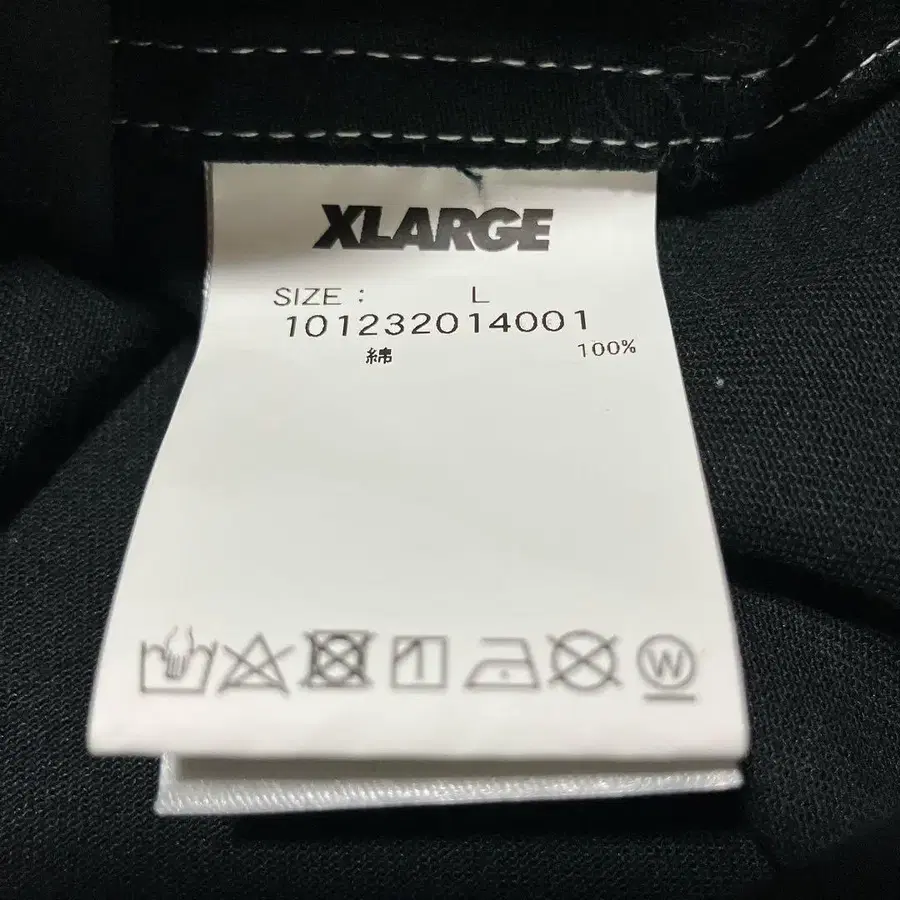 XLARGE
SIZE : L
101232014001
綿 100%
W